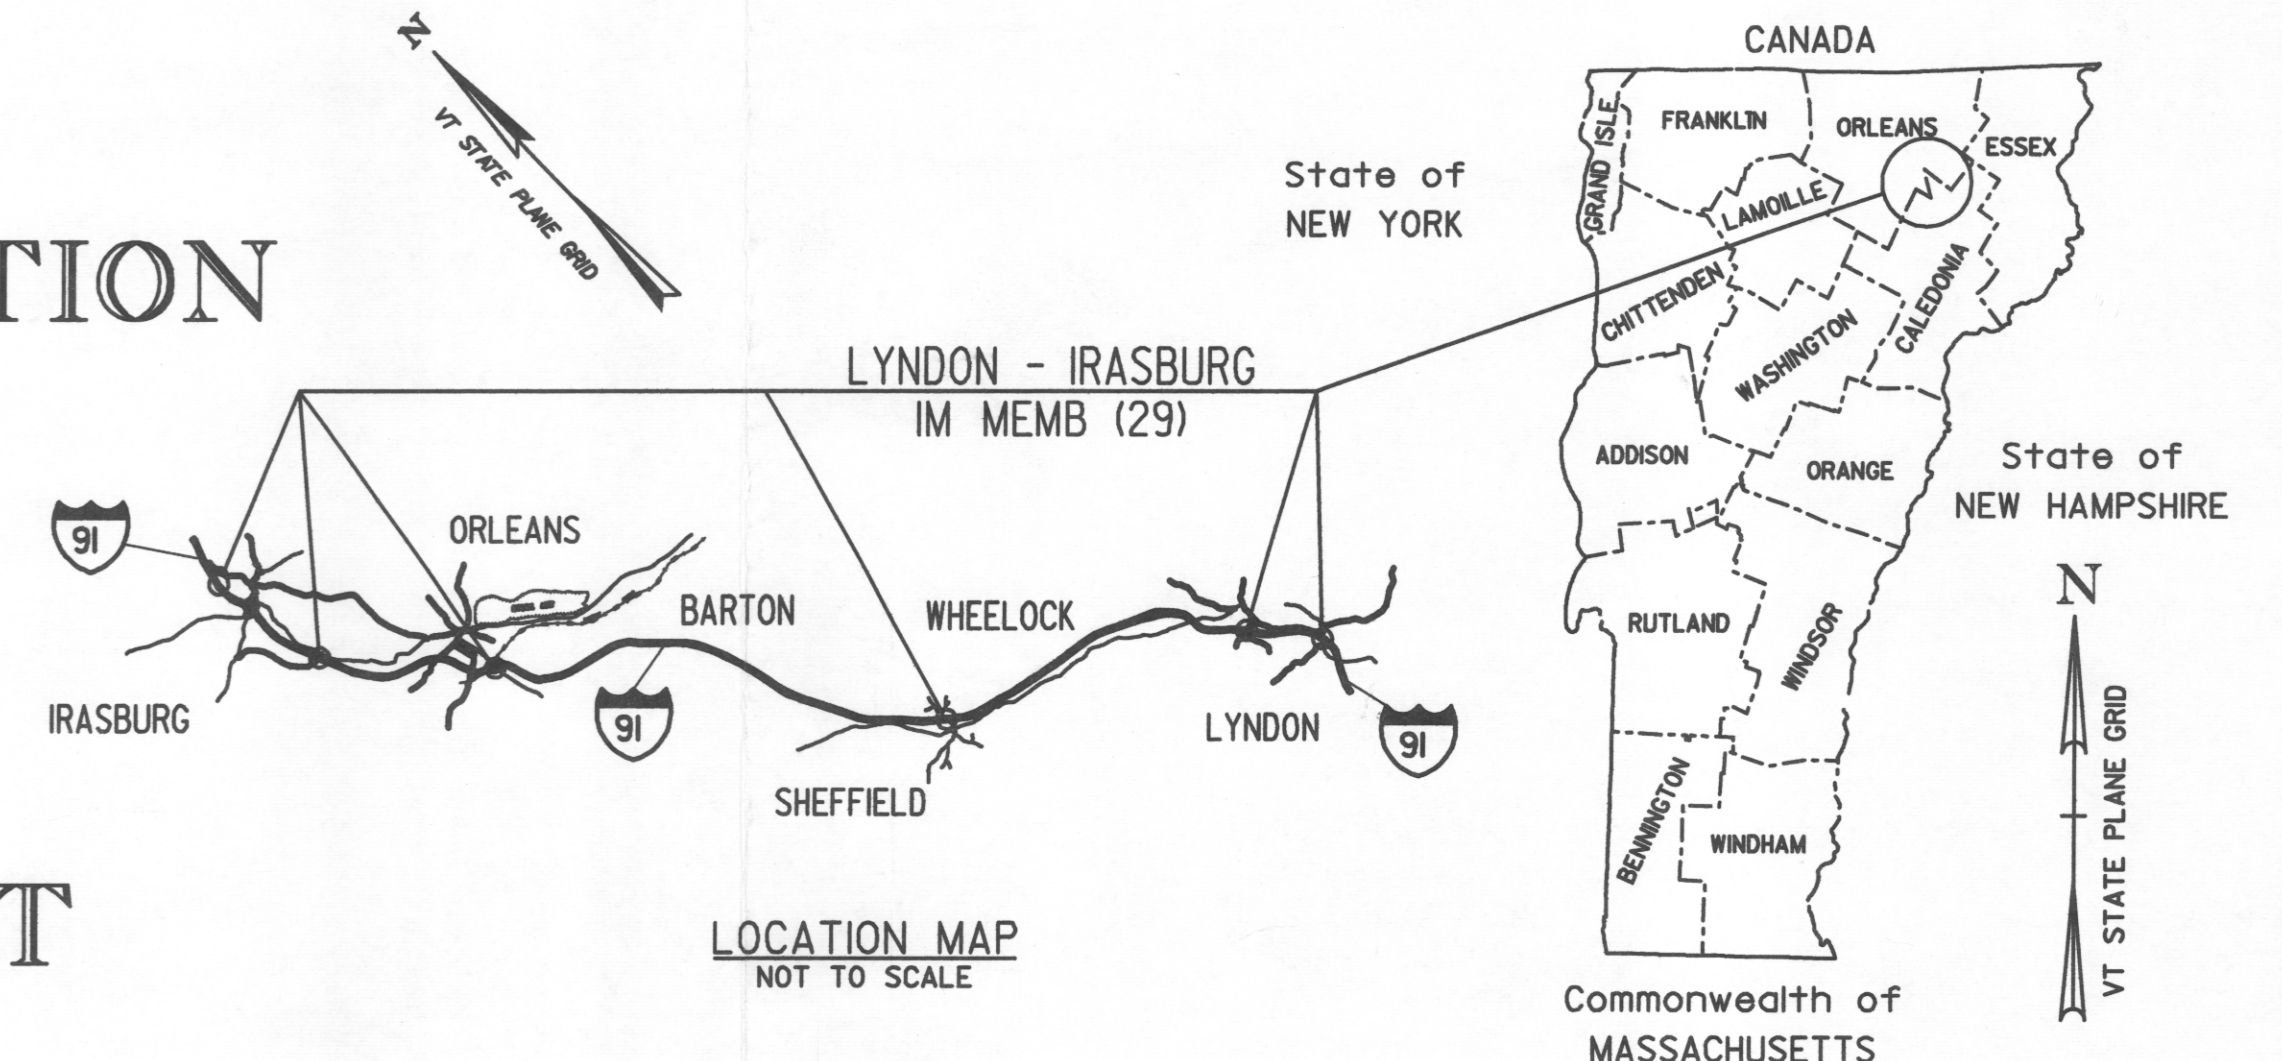 TION
T
N
VT STATE PLANE GRID
LYNDON - IRASBURG
IM MEMB (29)
91
ORLEANS
BARTON
WHEELOCK
IRASBURG
91
LYNDON
91
SHEFFIELD
LOCATION MAP
NOT TO SCALE
CANADA
State of
NEW YORK
GRAND ISLE
FRANKLIN
ORLEANS
ESSEX
LAMOILLE
CHITTENDEN
WASHINGTON
CALEDONIA
ADDISON
ORANGE
State of
NEW HAMPSHIRE
RUTLAND
WINDSOR
BENNINGTON
WINDHAM
N
VT STATE PLANE GRID
Commonwealth of
MASSACHUSETTS